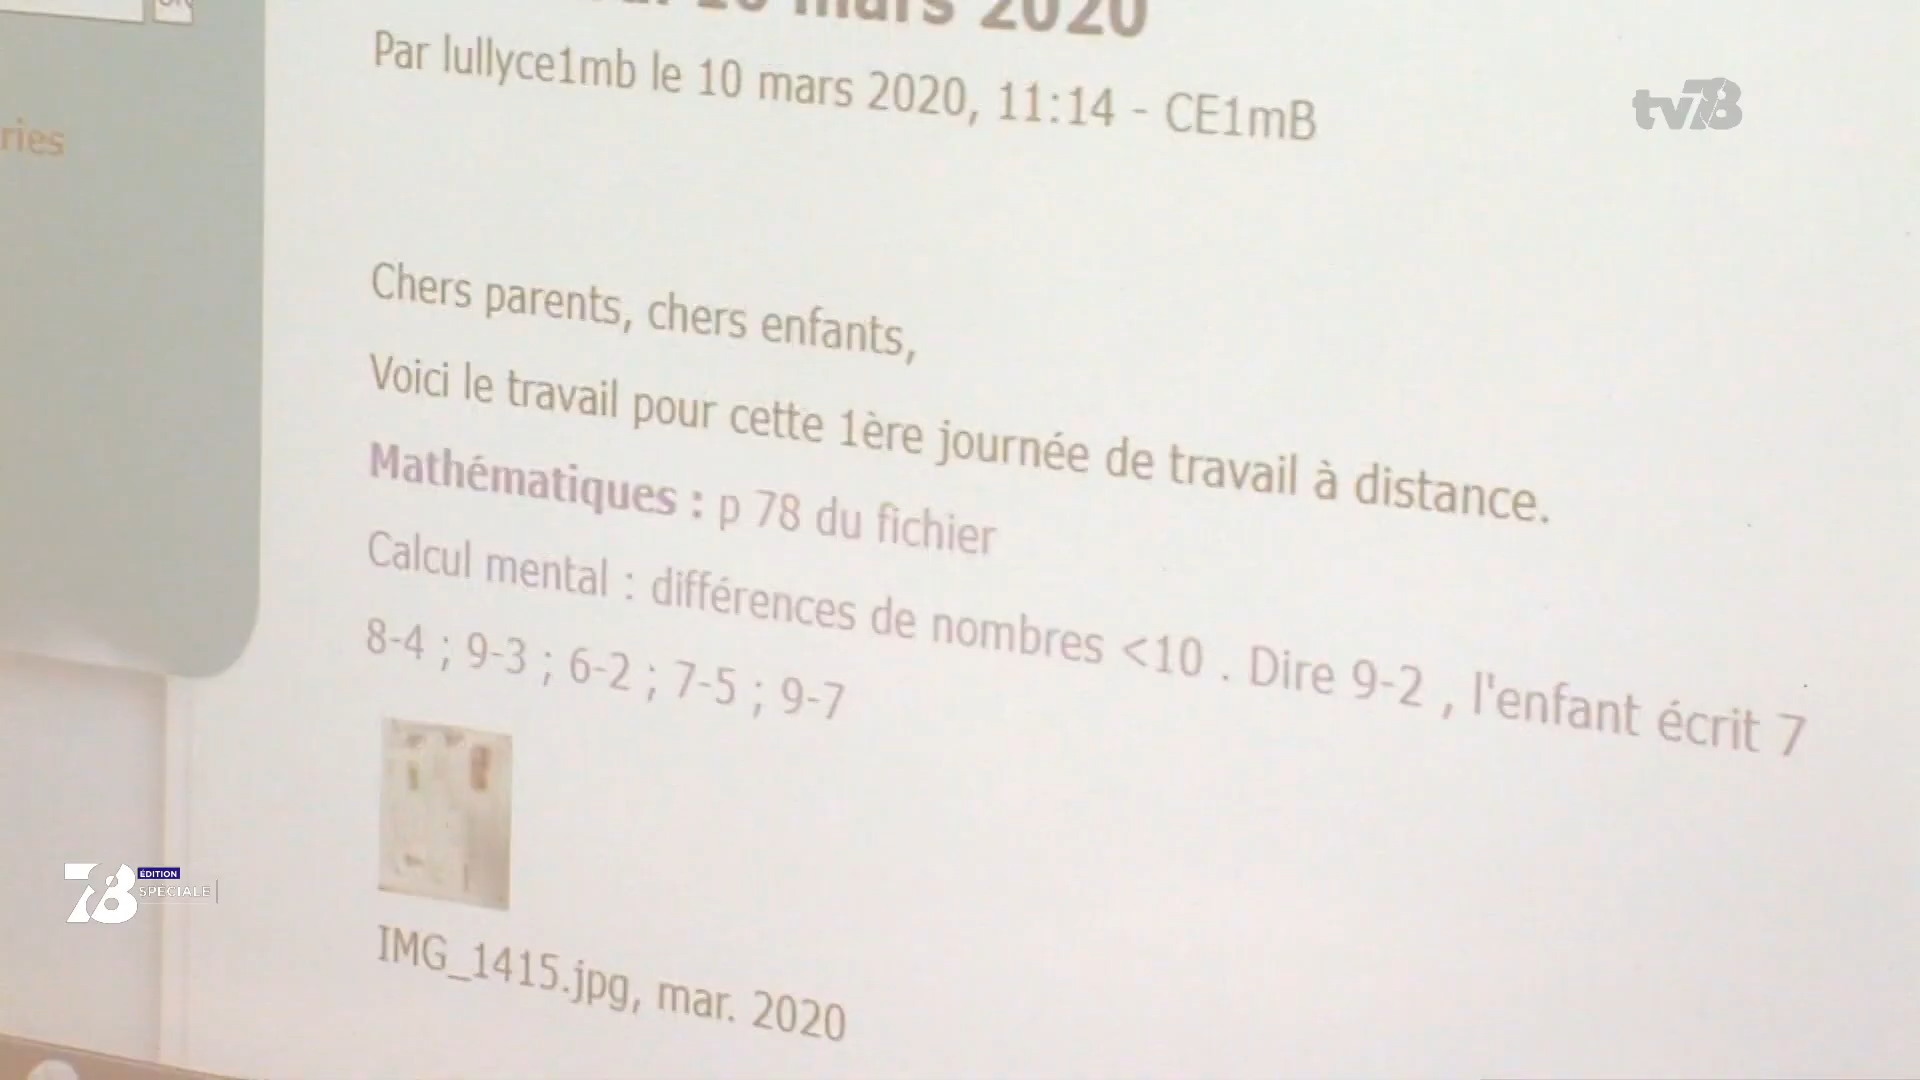 mars 2020
Par lullyce1mb le 10 mars 2020, 11:14 - CE1mB
tv78
ries
Chers parents, chers enfants,
Voici le travail pour cette 1ère journée de travail à distance.
Mathématiques : p 78 du fichier
Calcul mental : différences de nombres <10 . Dire 9-2 , l'enfant écrit 7
8-4 ; 9-3 ; 6-2 ; 7-5 ; 9-7
78 ÉDITION
SPECIALE
IMG_1415.jpg, mar. 2020